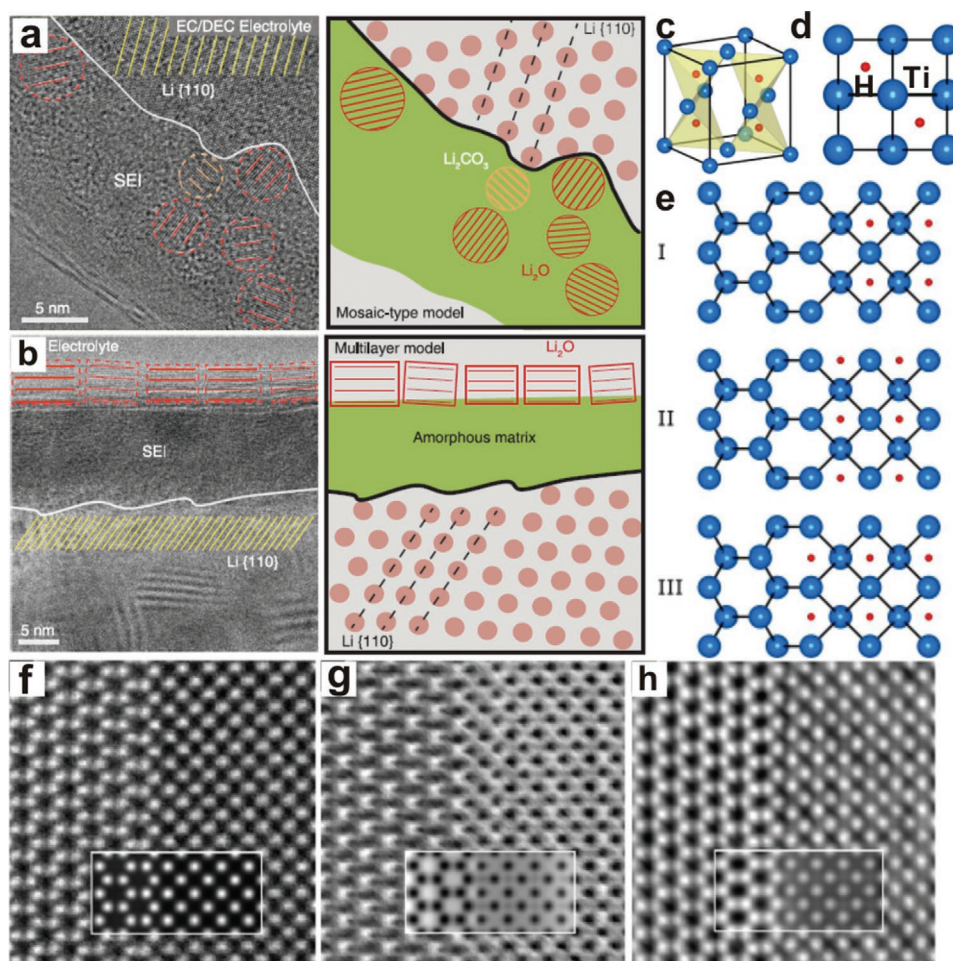 a
EC/DEC Electrolyte
Li {110}
SEI
5 nm
Li {110}
Li₂CO₃
Li₂O
Mosaic-type model
b
Electrolyte
SEI
Li {110}
5 nm
Multilayer model
Li₂O
Amorphous matrix
Li {110}
c
d
H
Ti
e
I
II
III
f
g
h